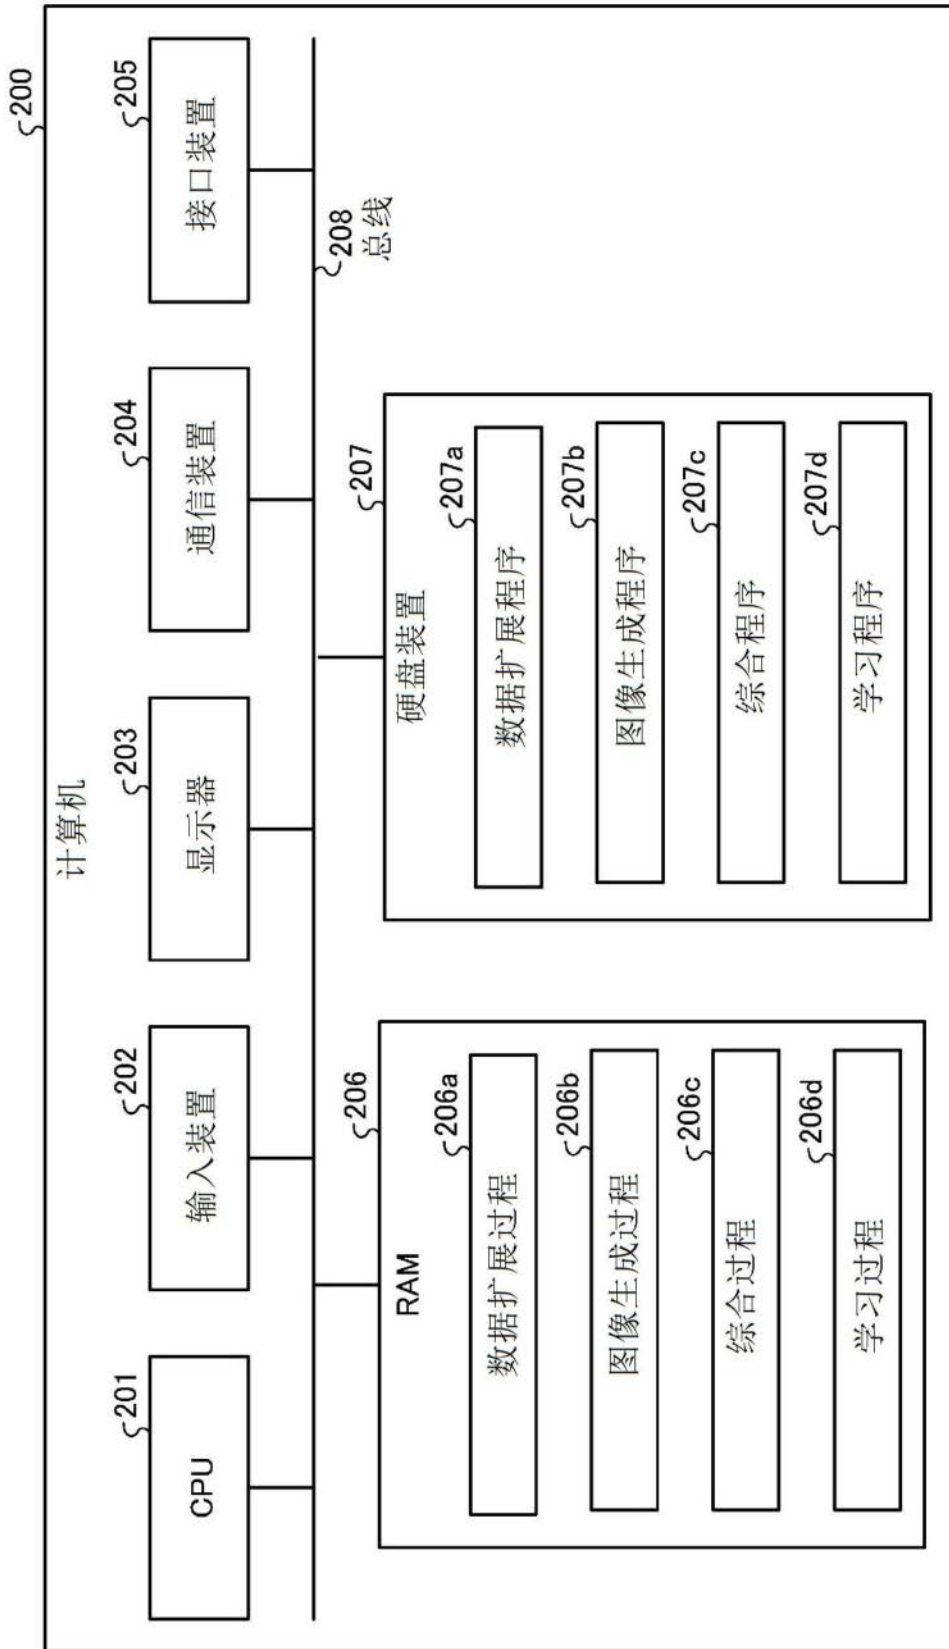 200
计算机
201
CPU
202
输入装置
203
显示器
204
通信装置
205
接口装置
208
总线
206
RAM
206a
数据扩展过程
206b
图像生成过程
206c
综合过程
206d
学习过程
207
硬盘装置
207a
数据扩展程序
207b
图像生成程序
207c
综合程序
207d
学习程序